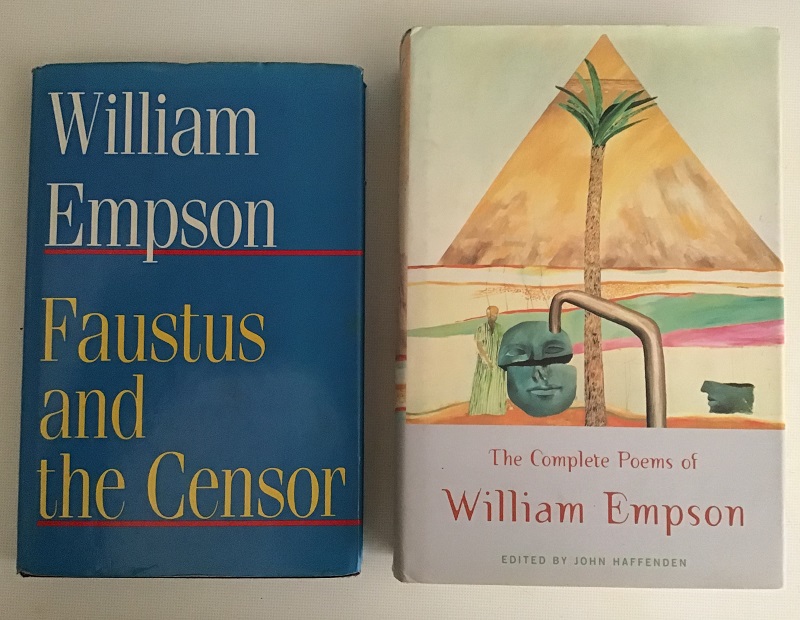 William
Empson
Faustus
and
the Censor
The Complete Poems of
William Empson
EDITED BY JOHN HAFFENDEN